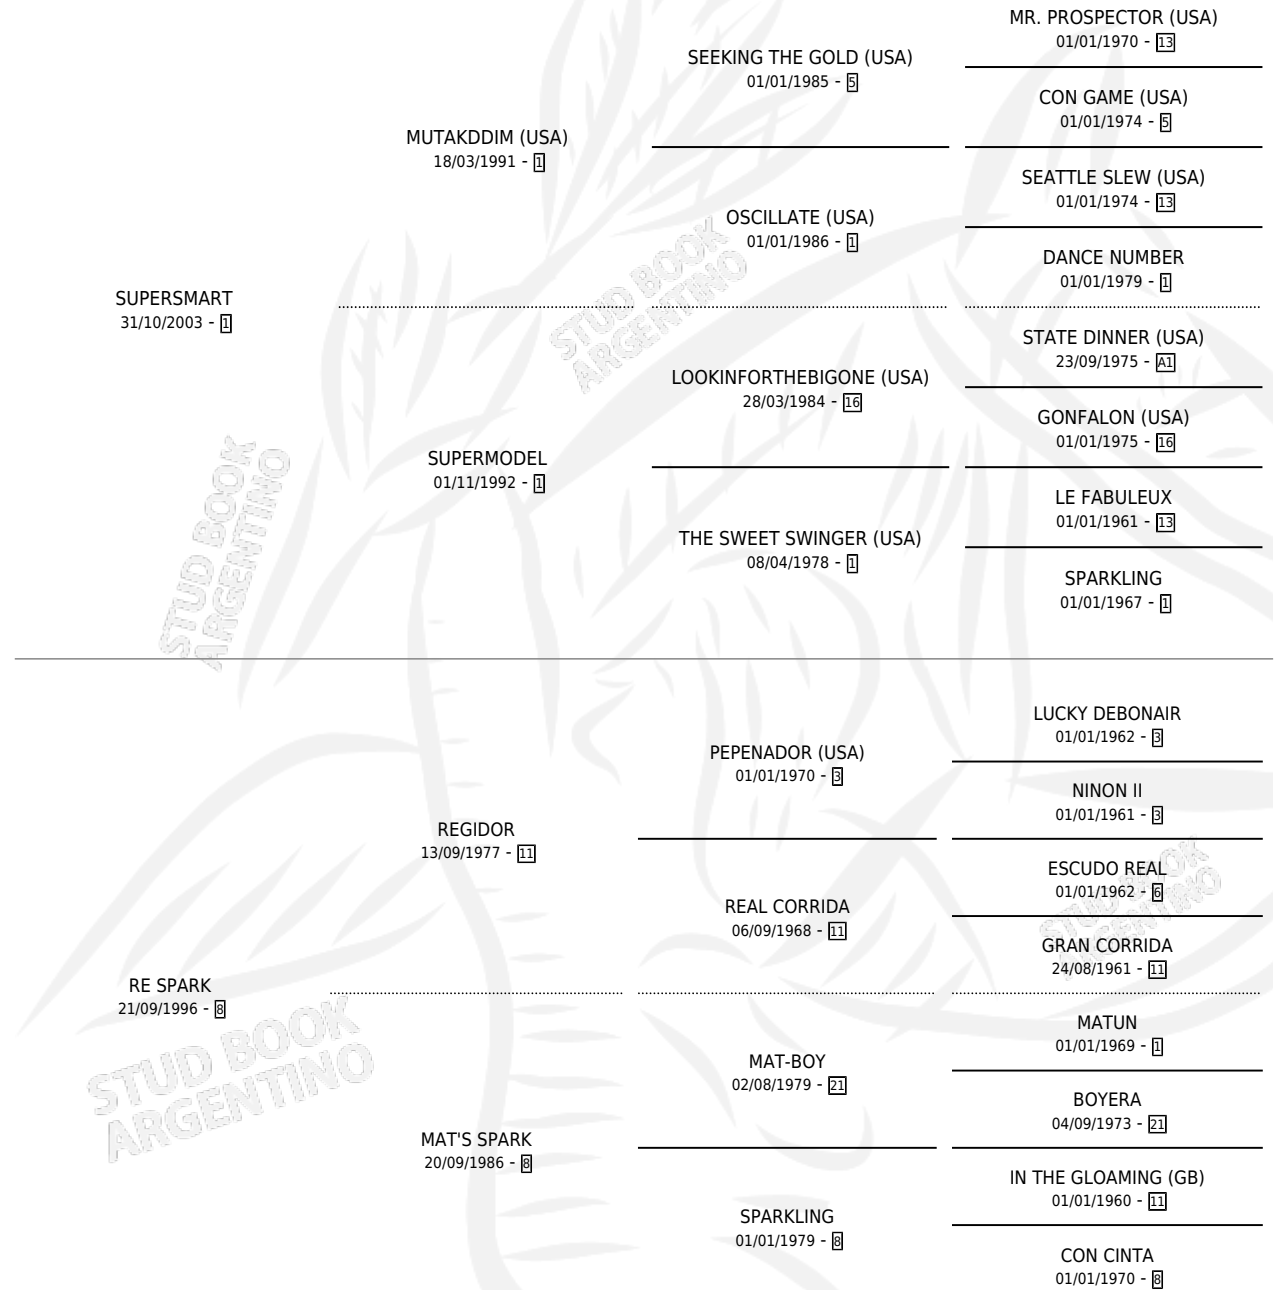 MR. PROSPECTOR (USA)
01/01/1970 - 13
SEEKING THE GOLD (USA)
01/01/1985 - 5
CON GAME (USA)
01/01/1974 - 5
MUTAKDDIM (USA)
18/03/1991 - 1
SEATTLE SLEW (USA)
01/01/1974 - 13
OSCILLATE (USA)
01/01/1986 - 1
DANCE NUMBER
01/01/1979 - 1
SUPERSMART
31/10/2003 - 1
STATE DINNER (USA)
23/09/1975 - A1
LOOKINFORTHEBIGONE (USA)
28/03/1984 - 16
GONFALON (USA)
01/01/1975 - 16
SUPERMODEL
01/11/1992 - 1
LE FABULEUX
01/01/1961 - 13
THE SWEET SWINGER (USA)
08/04/1978 - 1
SPARKLING
01/01/1967 - 1
LUCKY DEBONAIR
01/01/1962 - 3
PEPENADOR (USA)
01/01/1970 - 3
NINON II
01/01/1961 - 3
REGIDOR
13/09/1977 - 11
ESCUDO REAL
01/01/1962 - 6
REAL CORRIDA
06/09/1968 - 11
GRAN CORRIDA
24/08/1961 - 11
RE SPARK
21/09/1996 - 8
MATUN
01/01/1969 - 1
MAT-BOY
02/08/1979 - 21
BOYERA
04/09/1973 - 21
MAT'S SPARK
20/09/1986 - 8
IN THE GLOAMING (GB)
01/01/1960 - 11
SPARKLING
01/01/1979 - 8
CON CINTA
01/01/1970 - 8
STUD BOOK
ARGENTINO
STUD BOOK
ARGENTINO
STUD BOOK
ARGENTINO
STUD BOOK
ARGENTINO